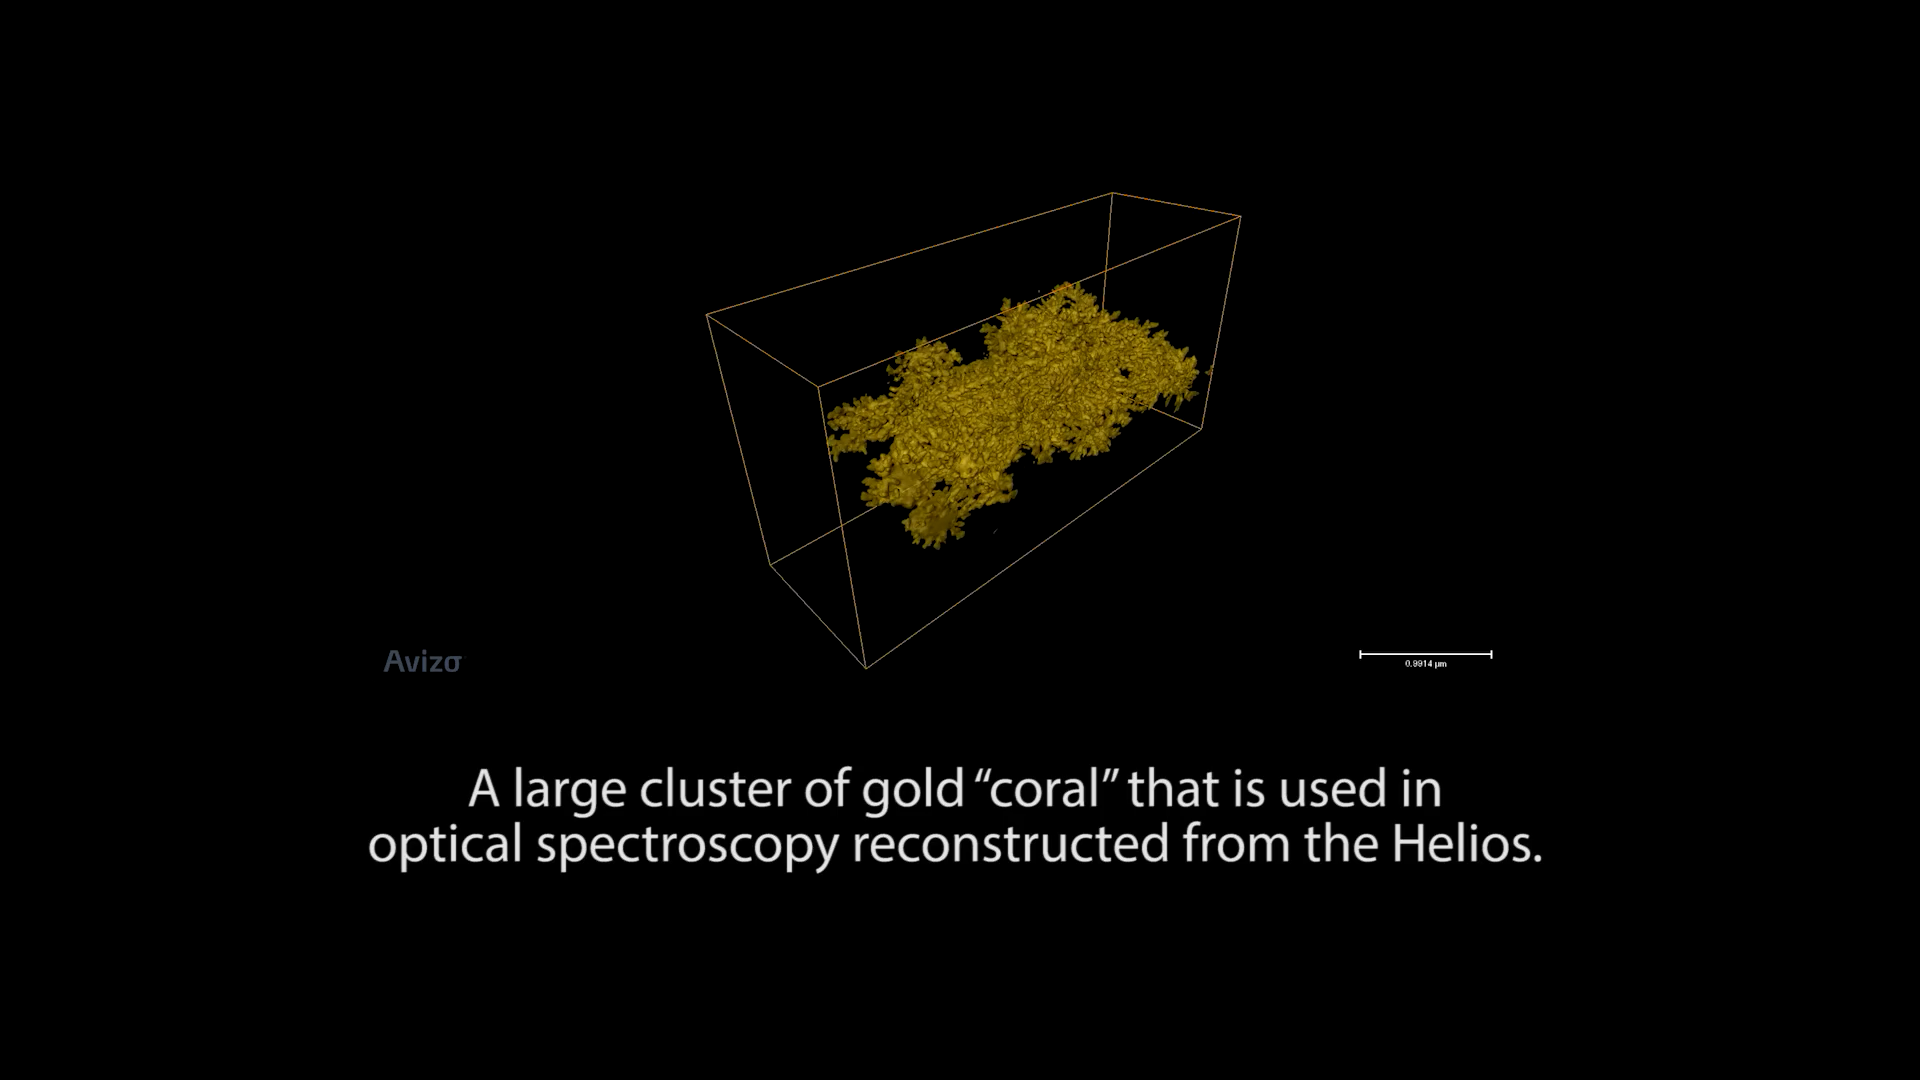 Avizo
0.9914 µm
A large cluster of gold “coral” that is used in
optical spectroscopy reconstructed from the Helios.